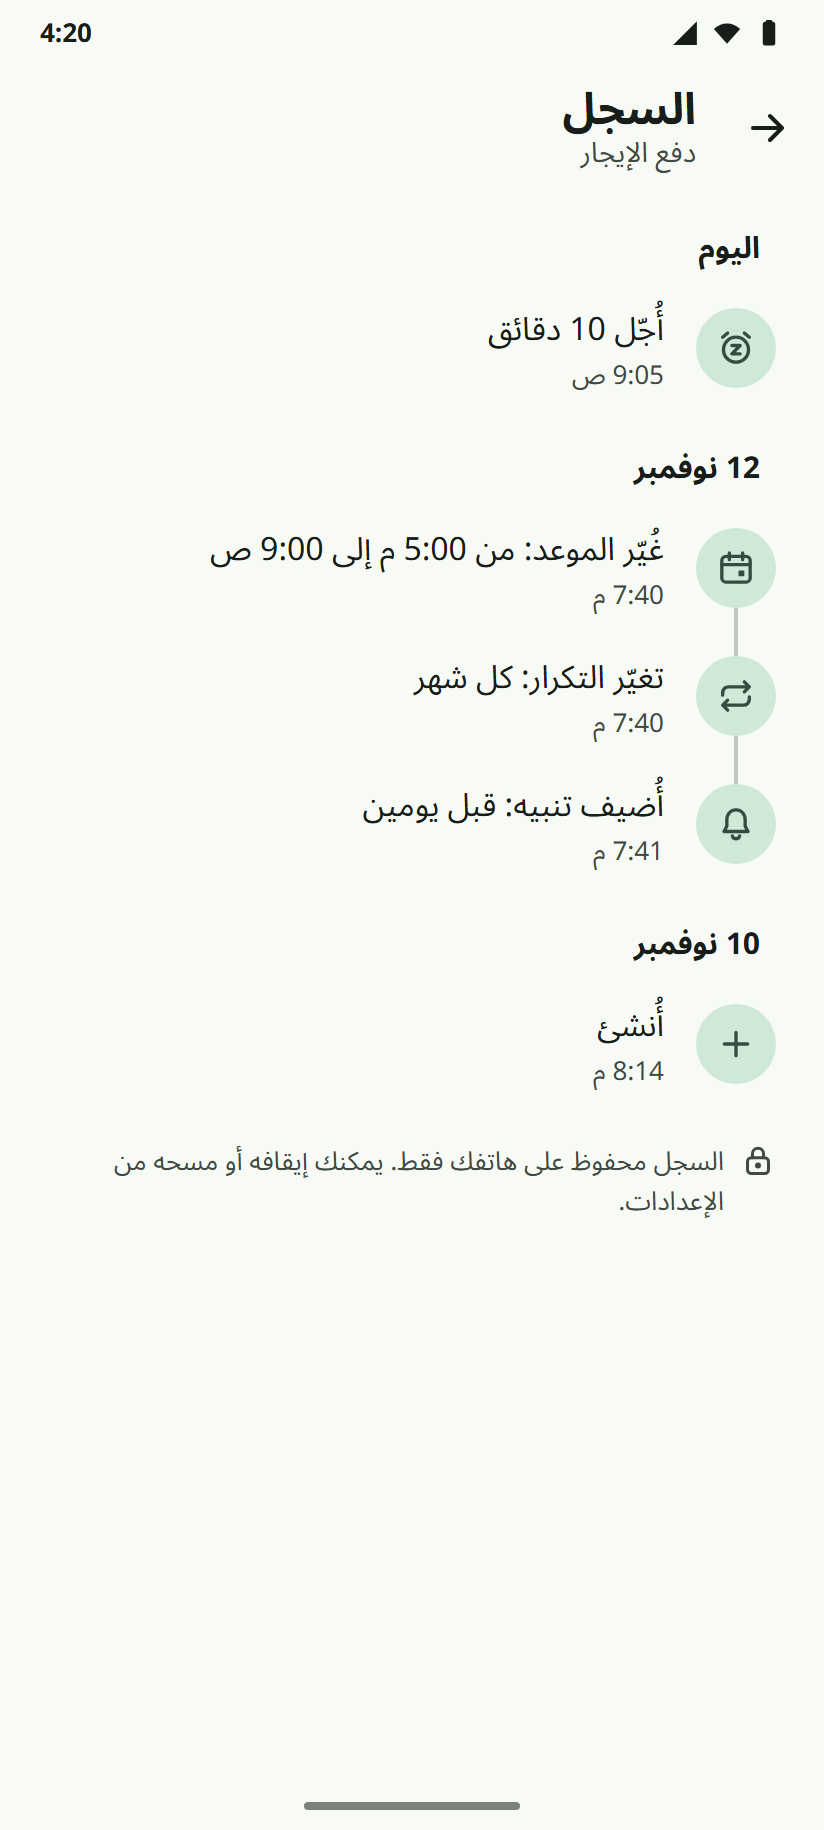 4:20
السجل
دفع الإيجار
اليوم
أُجّل 10 دقائق
9:05 ص
12 نوفمبر
غُيّر الموعد: من 5:00 م إلى 9:00 ص
7:40 م
تغيّر التكرار: كل شهر
7:40 م
أُضيف تنبيه: قبل يومين
7:41 م
10 نوفمبر
أُنشئ
8:14 م
السجل محفوظ على هاتفك فقط. يمكنك إيقافه أو مسحه من
الإعدادات.